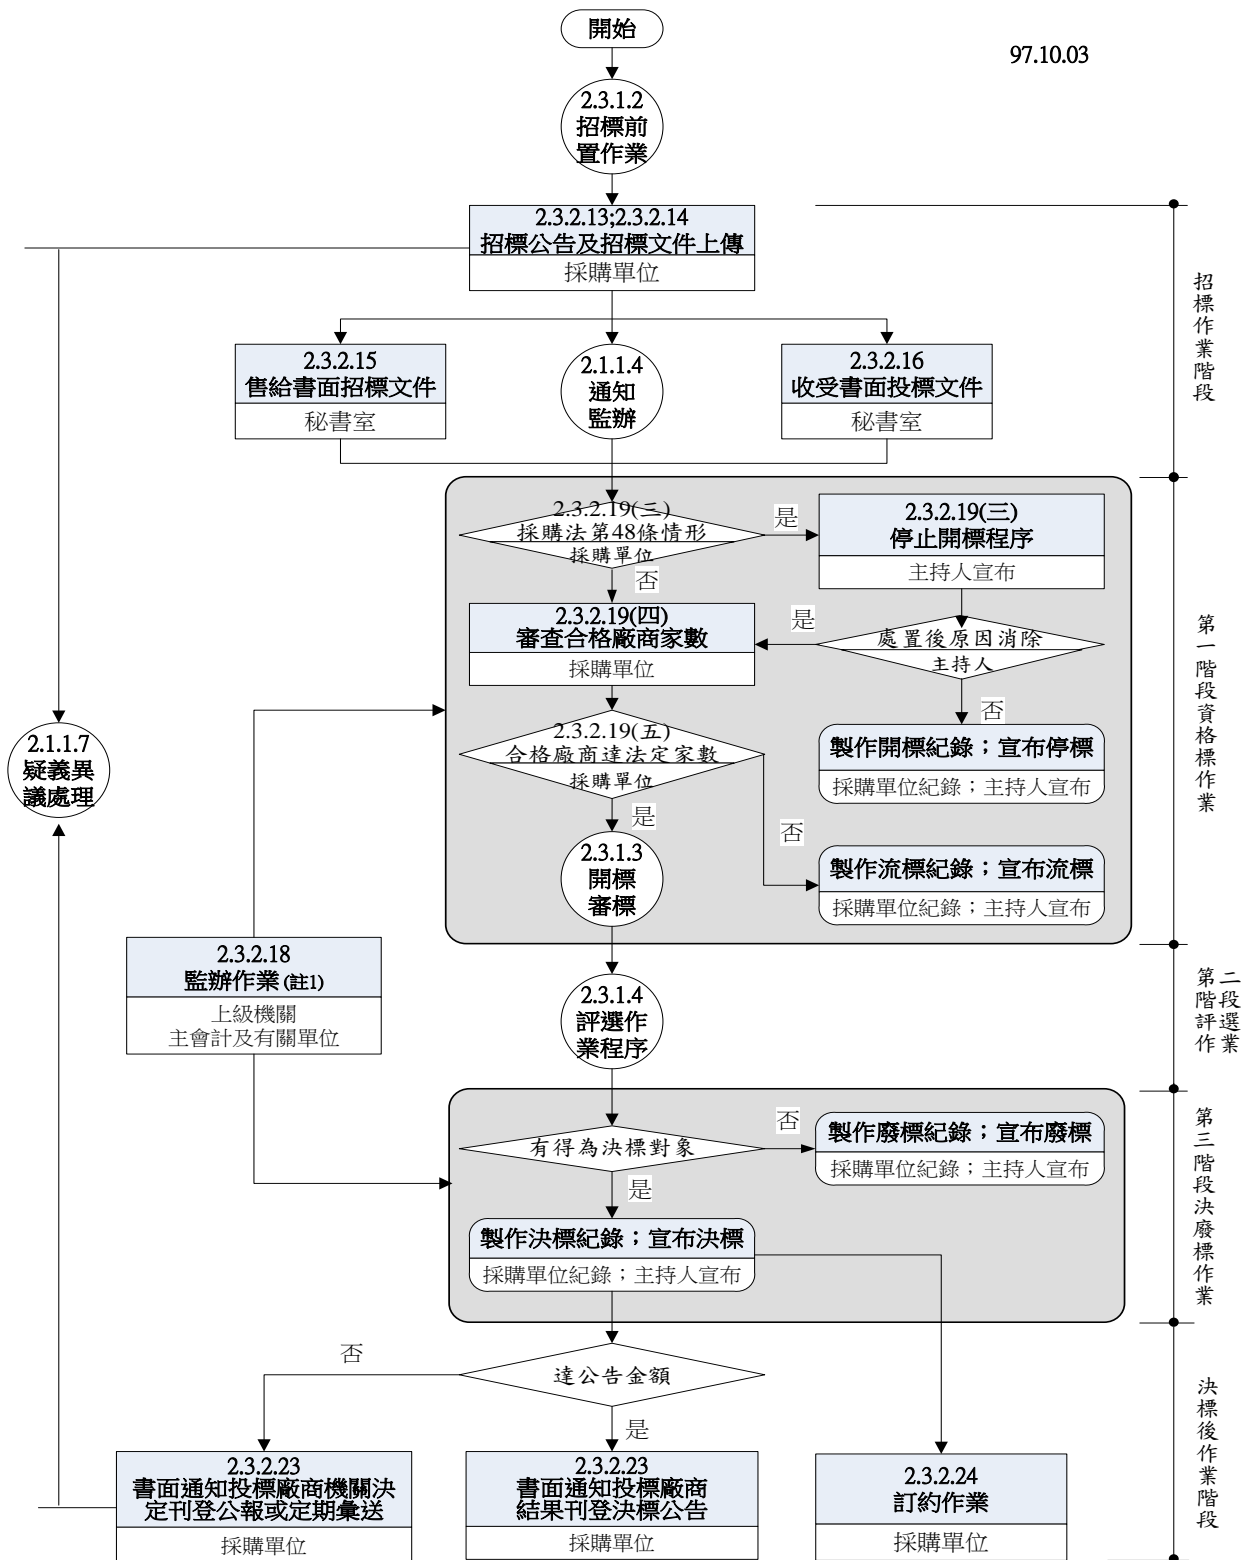 開始
97.10.03
2.3.1.2
招標前
置作業
2.3.2.13;2.3.2.14
招標公告及招標文件上傳
採購單位
招標作業階段
2.3.2.15
售給書面招標文件
秘書室
2.1.1.4
通知
監辦
2.3.2.16
收受書面投標文件
秘書室
2.3.2.19(三)
採購法第48條情形
採購單位
是
否
2.3.2.19(三)
停止開標程序
主持人宣布
2.3.2.19(四)
審查合格廠商家數
採購單位
是
處置後原因消除
主持人
否
第一階段資格標作業
2.3.2.19(五)
合格廠商達法定家數
採購單位
是
否
製作開標紀錄；宣布停標
採購單位紀錄；主持人宣布
2.1.1.7
疑義異
議處理
2.3.1.3
開標
審標
製作流標紀錄；宣布流標
採購單位紀錄；主持人宣布
2.3.2.18
監辦作業(註1)
上級機關
主會計及有關單位
2.3.1.4
評選作
業程序
第二
階段
評選
作業
有得為決標對象
否
是
製作廢標紀錄；宣布廢標
採購單位紀錄；主持人宣布
第三階段決廢標作業
製作決標紀錄；宣布決標
採購單位紀錄；主持人宣布
達公告金額
否
是
決標後作業階段
2.3.2.23
書面通知投標廠商機關決
定刊登公報或定期彙送
採購單位
2.3.2.23
書面通知投標廠商
結果刊登決標公告
採購單位
2.3.2.24
訂約作業
採購單位